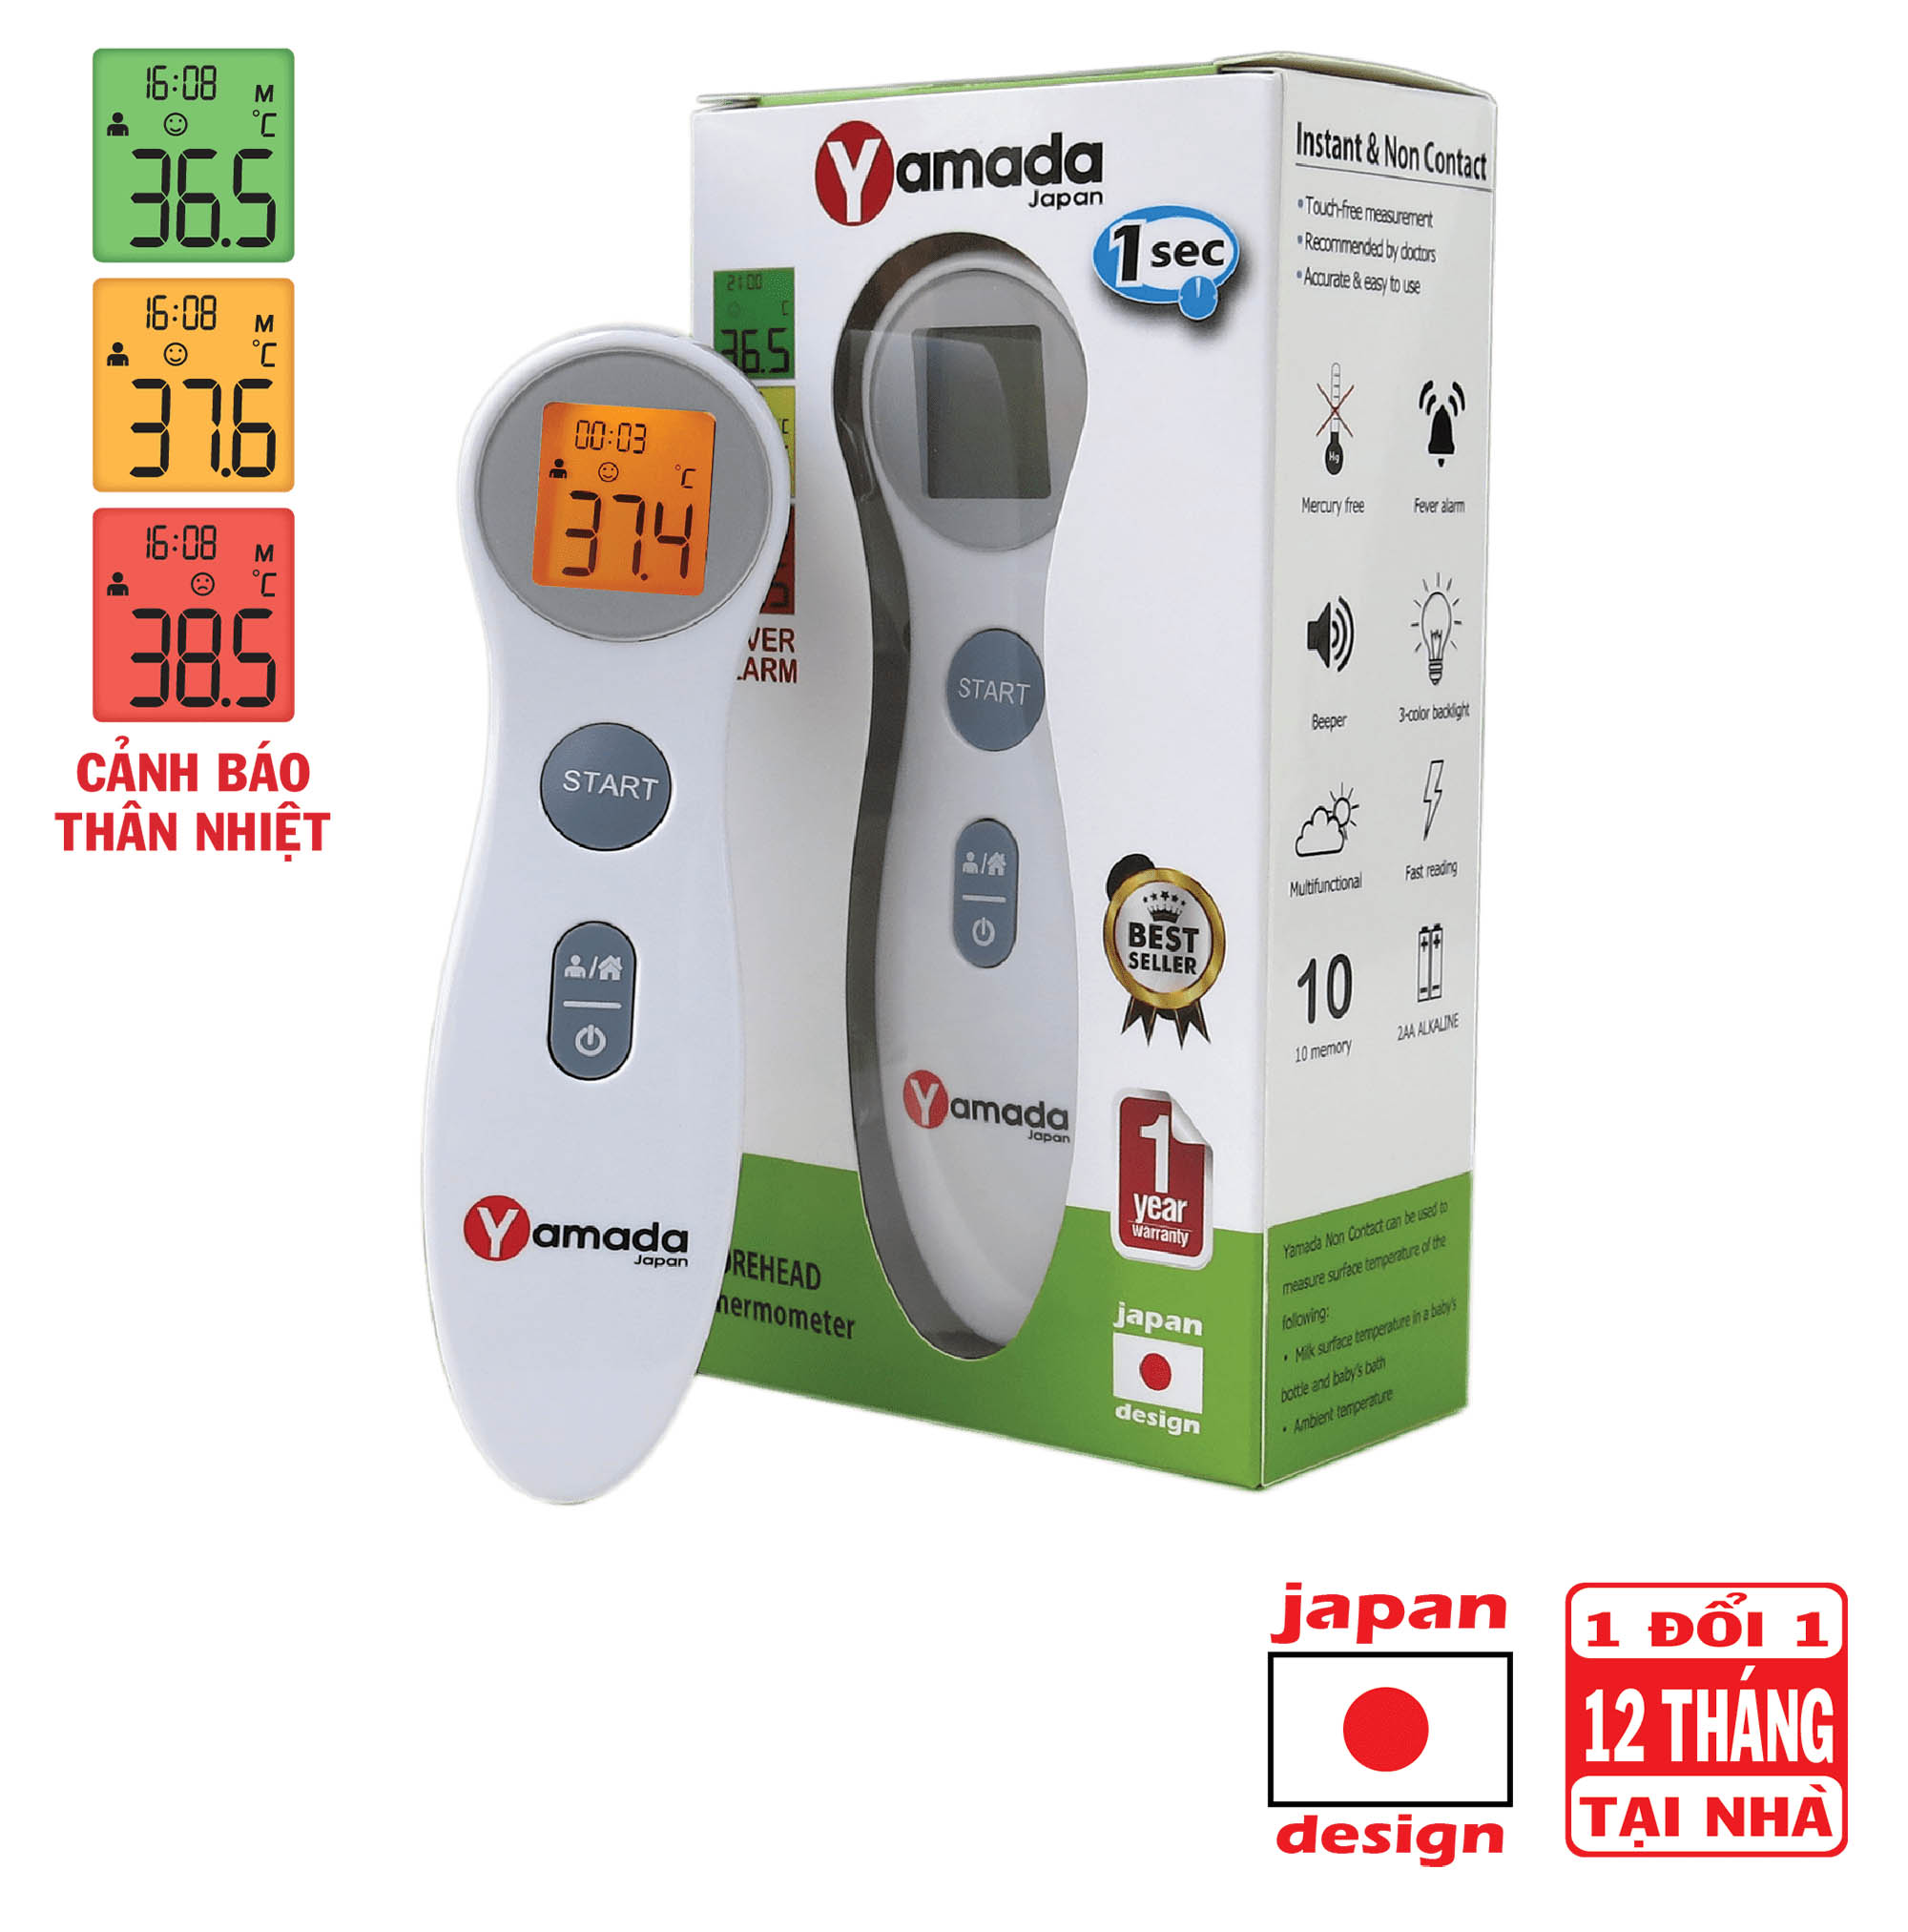 16:08
M
°C
36.5
16:08
M
°C
37.6
16:08
M
°C
38.5
CẢNH BÁO
THÂN NHIỆT
00:03
°C
37.4
START
Yamada
Japan
Yamada
Japan
1 sec
21:00
36.5
START
BEST
SELLER
Yamada
Japan
1
year
Warranty
japan
design
Instant & Non Contact
• Touch-free measurement
• Recommended by doctors
• Accurate & easy to use
Hg
Mercury free
Fever alarm
Beeper
3-color backlight
Multifunctional
Fast reading
10
10 memory
2AA ALKALINE
Yamada Non Contact can be used to
measure surface temperature of the
following:
• Milk surface temperature in a baby's
bottle and baby's bath
• Ambient temperature
japan
design
1 ĐỔI 1
12 THÁNG
TẠI NHÀ